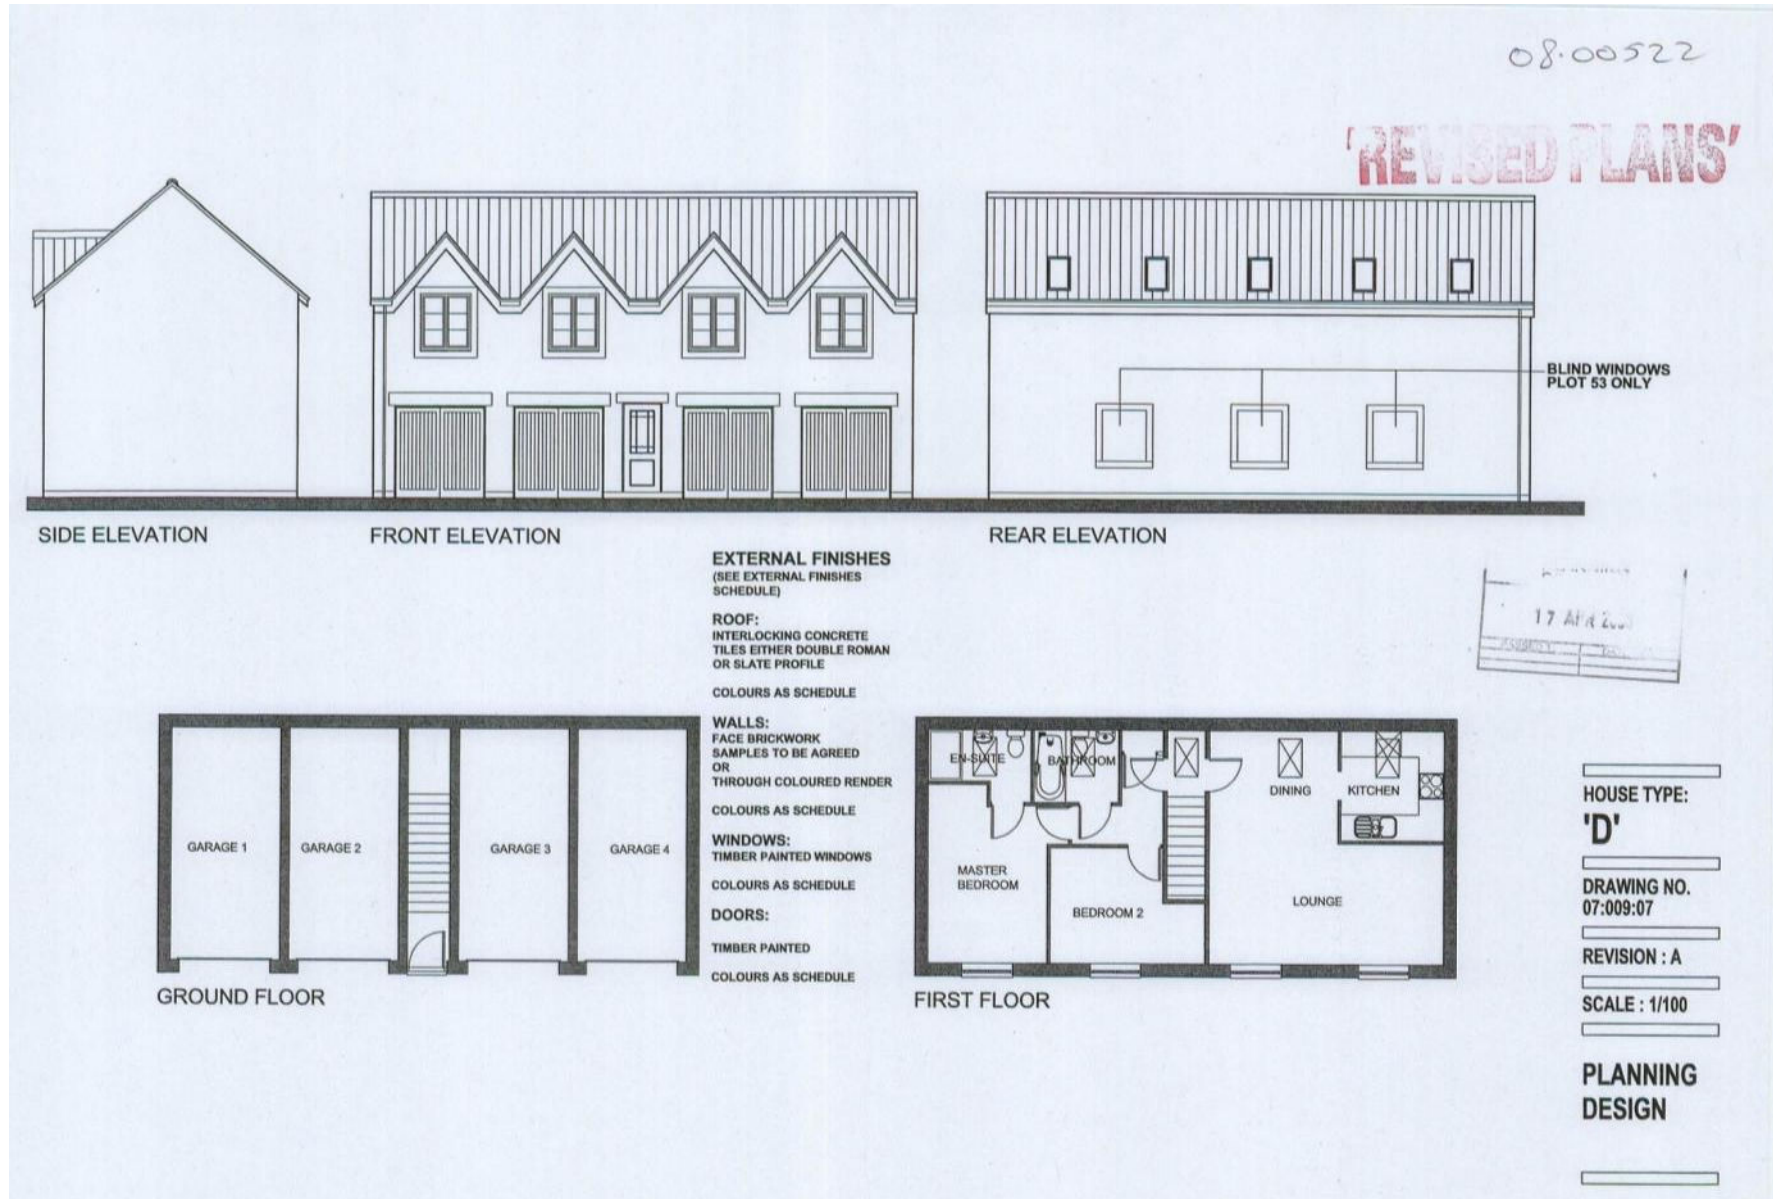 08.00522
'REVISED PLANS'
BLIND WINDOWS
PLOT 53 ONLY
SIDE ELEVATION
FRONT ELEVATION
REAR ELEVATION
EXTERNAL FINISHES
(SEE EXTERNAL FINISHES
SCHEDULE)
ROOF:
INTERLOCKING CONCRETE
TILES EITHER DOUBLE ROMAN
OR SLATE PROFILE
COLOURS AS SCHEDULE
WALLS:
FACE BRICKWORK
SAMPLES TO BE AGREED
OR
THROUGH COLOURED RENDER
COLOURS AS SCHEDULE
WINDOWS:
TIMBER PAINTED WINDOWS
COLOURS AS SCHEDULE
DOORS:
TIMBER PAINTED
COLOURS AS SCHEDULE
17 APR
GARAGE 1
GARAGE 2
GARAGE 3
GARAGE 4
GROUND FLOOR
EN-SUITE
BATHROOM
DINING
KITCHEN
MASTER
BEDROOM
BEDROOM 2
LOUNGE
FIRST FLOOR
HOUSE TYPE:
'D'
DRAWING NO.
07:009:07
REVISION : A
SCALE : 1/100
PLANNING
DESIGN